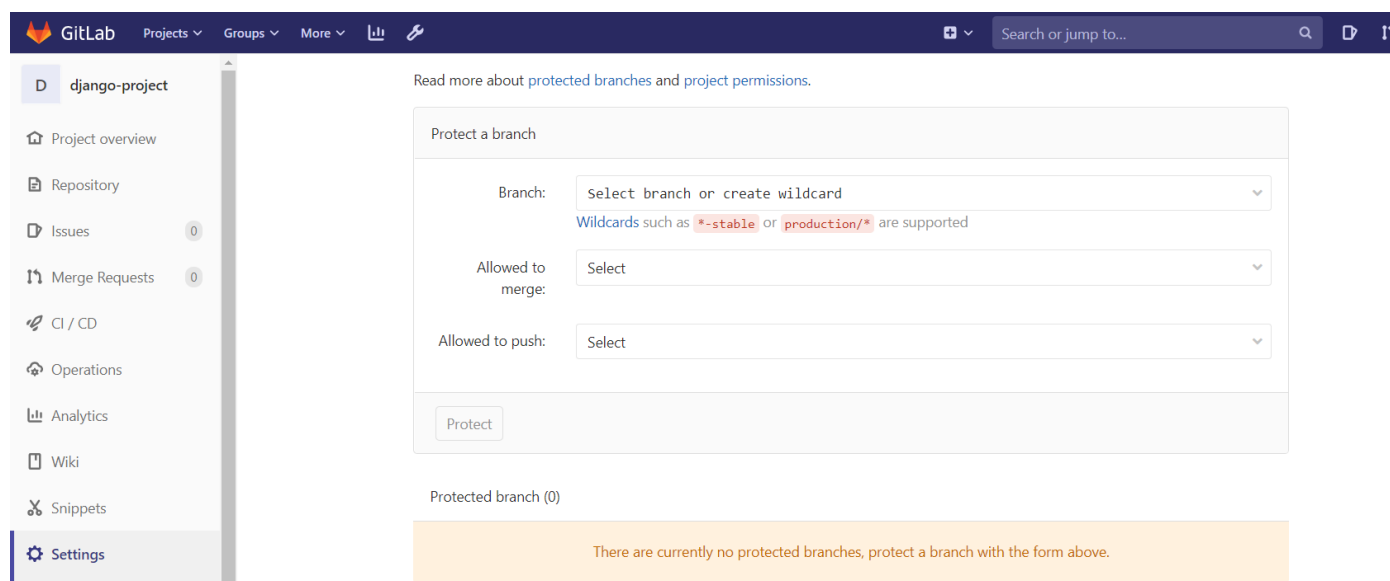 GitLab Projects Groups More Search or jump to...
D django-project
Project overview
Repository
Issues 0
Merge Requests 0
CI / CD
Operations
Analytics
Wiki
Snippets
Settings
Read more about protected branches and project permissions.
Protect a branch
Branch: Select branch or create wildcard
Wildcards such as *-stable or production/* are supported
Allowed to
merge:
Select
Allowed to push: Select
Protect
Protected branch (0)
There are currently no protected branches, protect a branch with the form above.